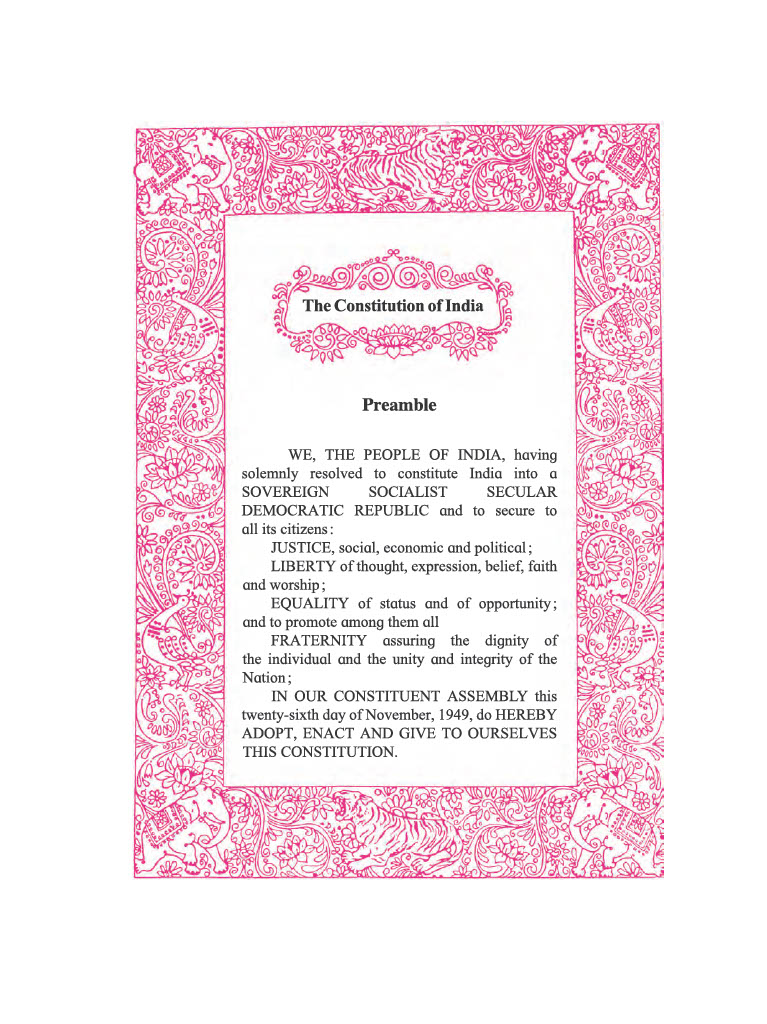 The Constitution of India
Preamble
WE, THE PEOPLE OF INDIA, having
solemnly resolved to constitute India into a
SOVEREIGN SOCIALIST SECULAR
DEMOCRATIC REPUBLIC and to secure to
all its citizens :
JUSTICE, social, economic and political ;
LIBERTY of thought, expression, belief, faith
and worship ;
EQUALITY of status and of opportunity ;
and to promote among them all
FRATERNITY assuring the dignity of
the individual and the unity and integrity of the
Nation ;
IN OUR CONSTITUENT ASSEMBLY this
twenty-sixth day of November, 1949, do HEREBY
ADOPT, ENACT AND GIVE TO OURSELVES
THIS CONSTITUTION.